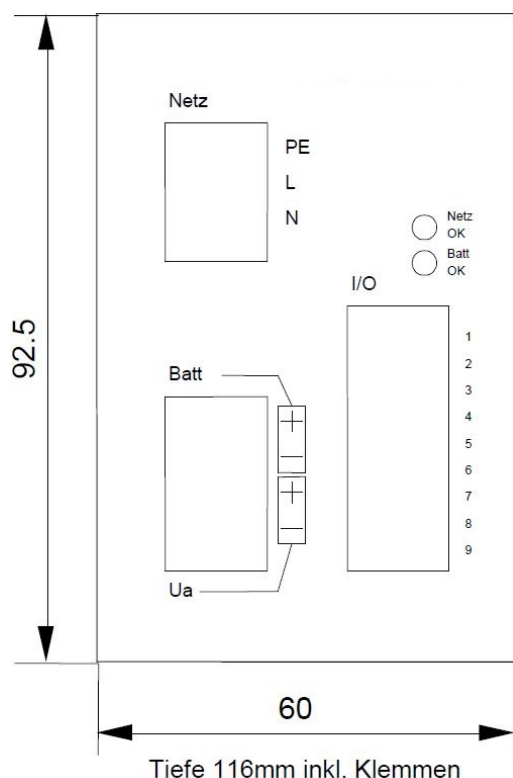 Netz
PE
L
N
Netz
OK
Batt
OK
I/O
1
2
3
4
5
6
7
8
9
Batt
+
–
+
–
Ua
92.5
60
Tiefe 116mm inkl. Klemmen